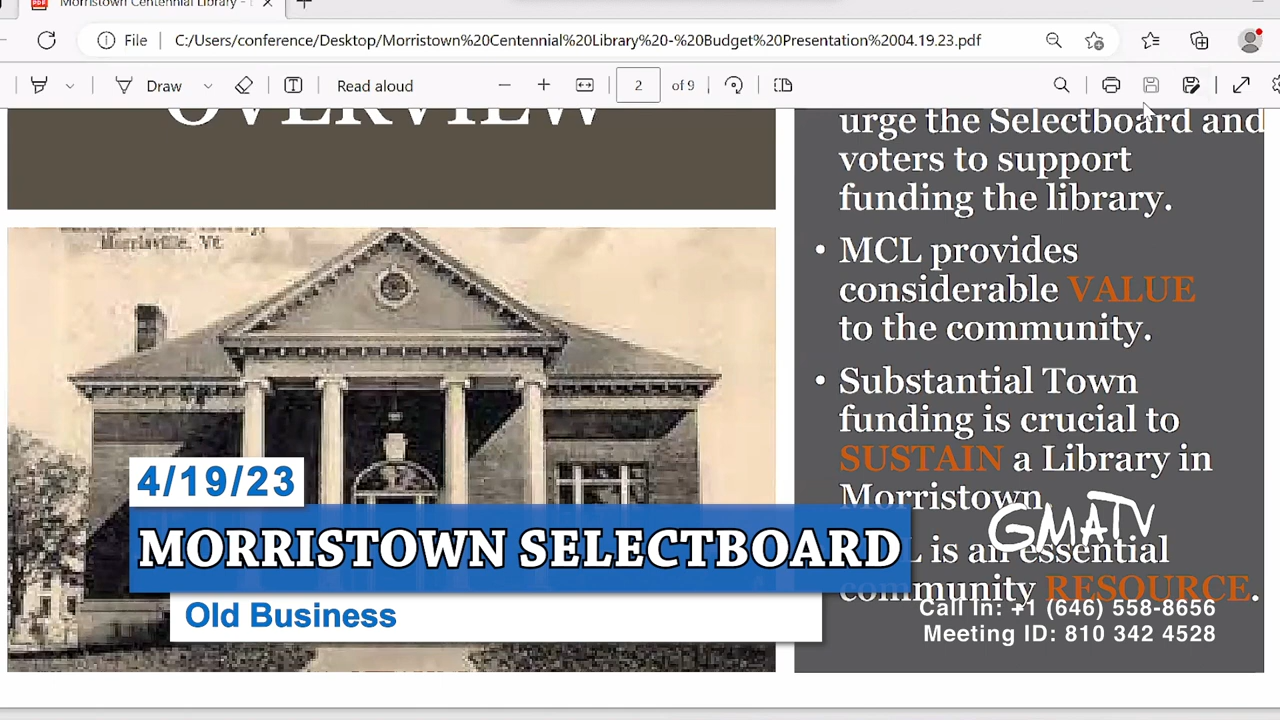 Morristown Centennial Library -
File
C:/Users/conference/Desktop/Morristown%20Centennial%20Library%20-%20Budget%20Presentation%2004.19.23.pdf
Draw
Read aloud
2 of 9
OVERVIEW
urge the Selectboard and
voters to support
funding the library.
• MCL provides
considerable VALUE
to the community.
• Substantial Town
funding is crucial to
SUSTAIN a Library in
Morristown
L is an essential
community RESOURCE.
Morrisville, Vt
4/19/23
MORRISTOWN SELECTBOARD
Old Business
GMATV
Call In: +1 (646) 558-8656
Meeting ID: 810 342 4528